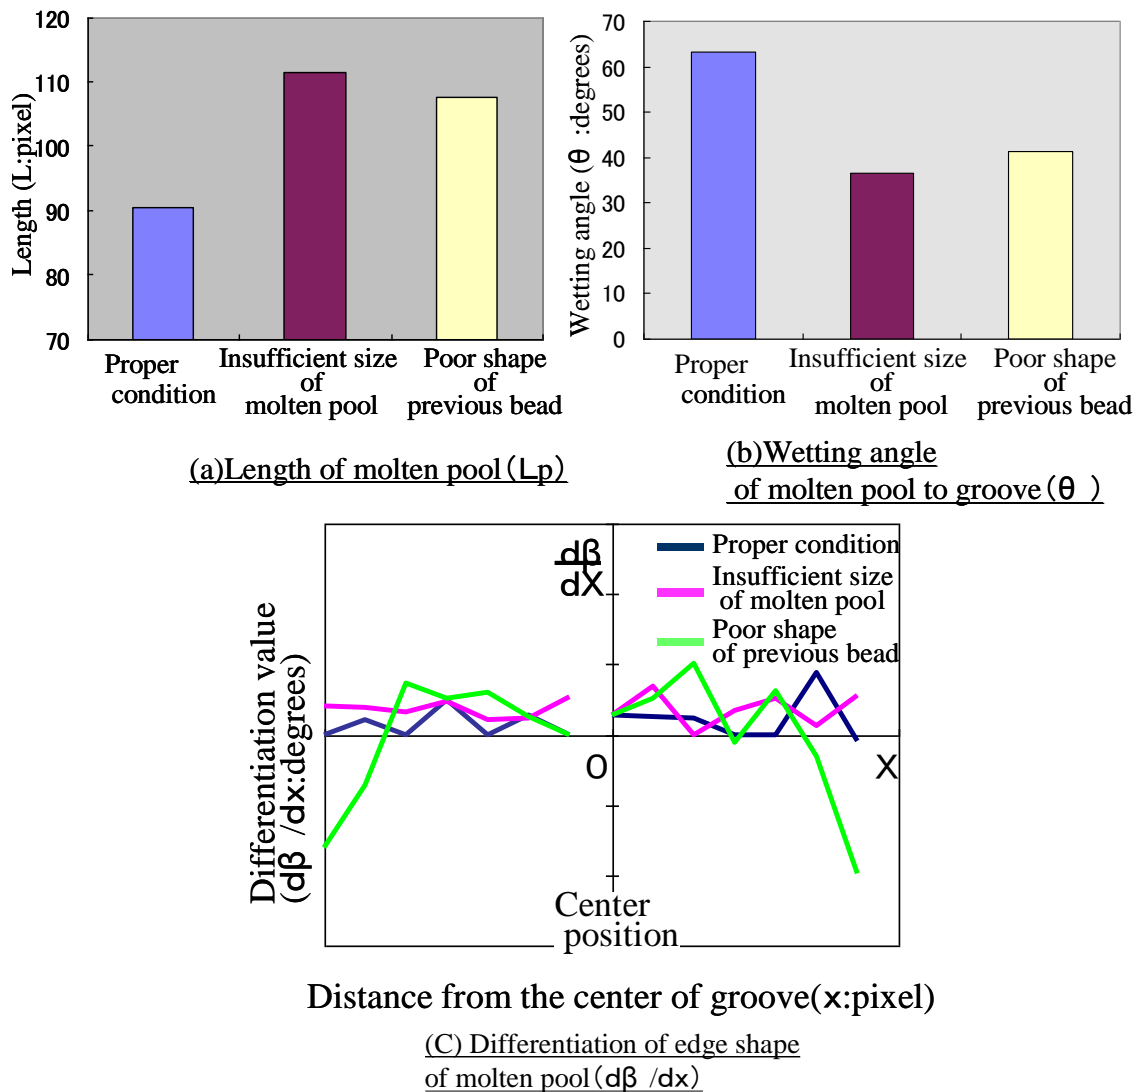 120
110
100
90
80
70
Length (L:pixel)
Proper
condition
Insufficient size
of
molten pool
Poor shape
of
previous bead
(a)Length of molten pool(Lp)
70
60
50
40
30
20
10
0
Wetting angle (θ :degrees)
Proper
condition
Insufficient size
of
molten pool
Poor shape
of
previous bead
(b)Wetting angle
of molten pool to groove(θ )
dβ
dX
Proper condition
Insufficient size
of molten pool
Poor shape
of previous bead
Differentiation value
(dβ /dx:degrees)
O
X
Center
position
Distance from the center of groove(x:pixel)
(C) Differentiation of edge shape
of molten pool(dβ /dx)